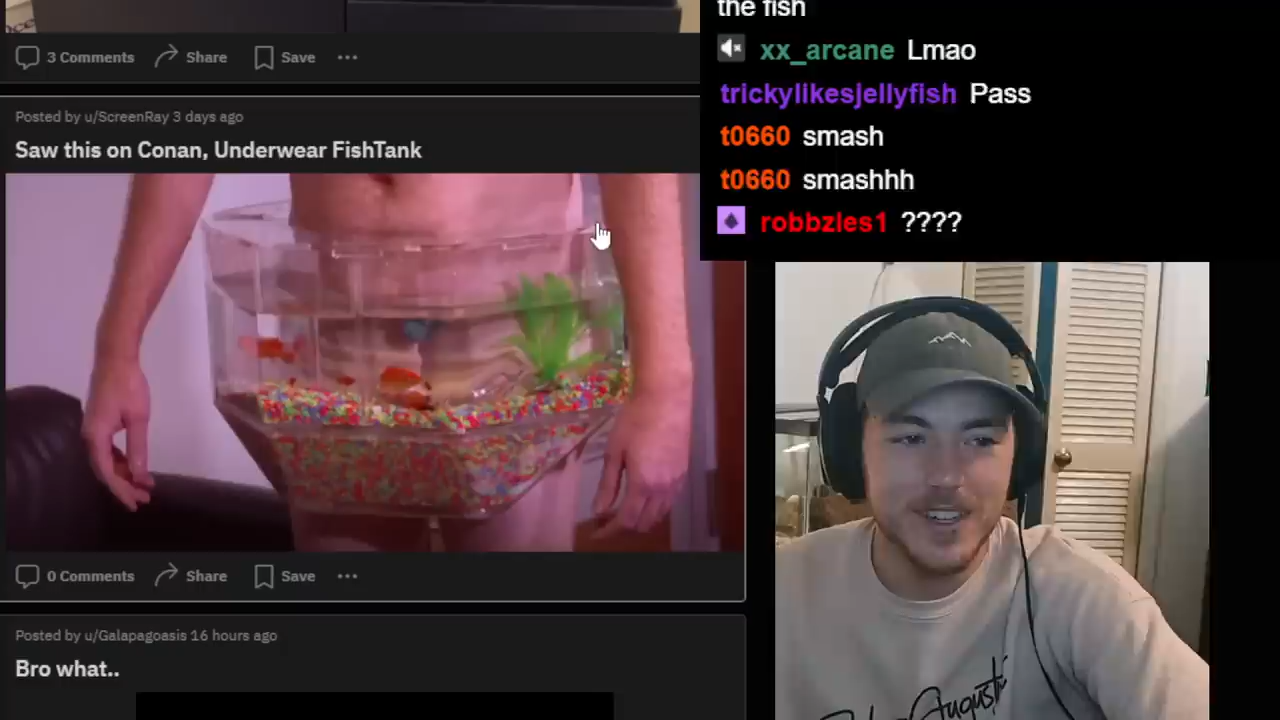 the fish
3 Comments Share Save
xx_arcane Lmao
Posted by u/ScreenRay 3 days ago
trickylikesjellyfish Pass
Saw this on Conan, Underwear FishTank
t0660 smash
t0660 smashhh
robbzles1 ????
0 Comments Share Save
Posted by u/Galapagoasis 16 hours ago
Bro what..